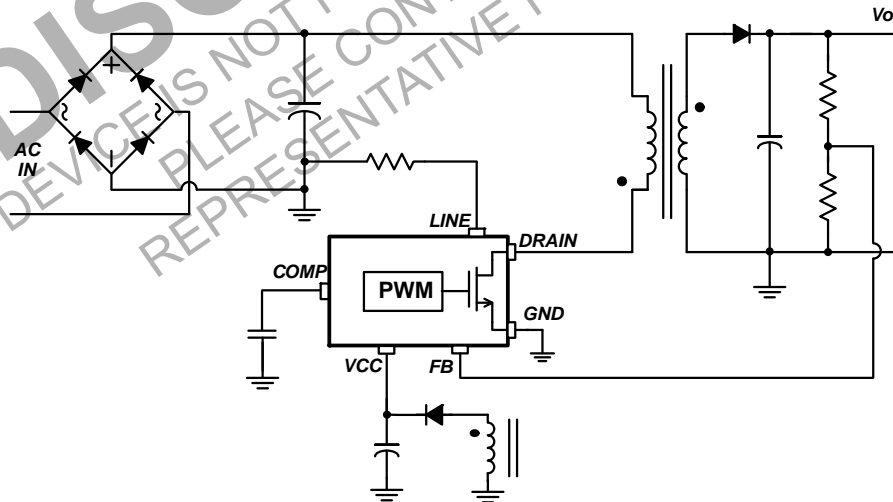 DISC
DEVICE IS NOT
PLEASE CONT
REPRESENTATIVE
Vo
AC
IN
LINE
DRAIN
COMP
PWM
GND
VCC
FB